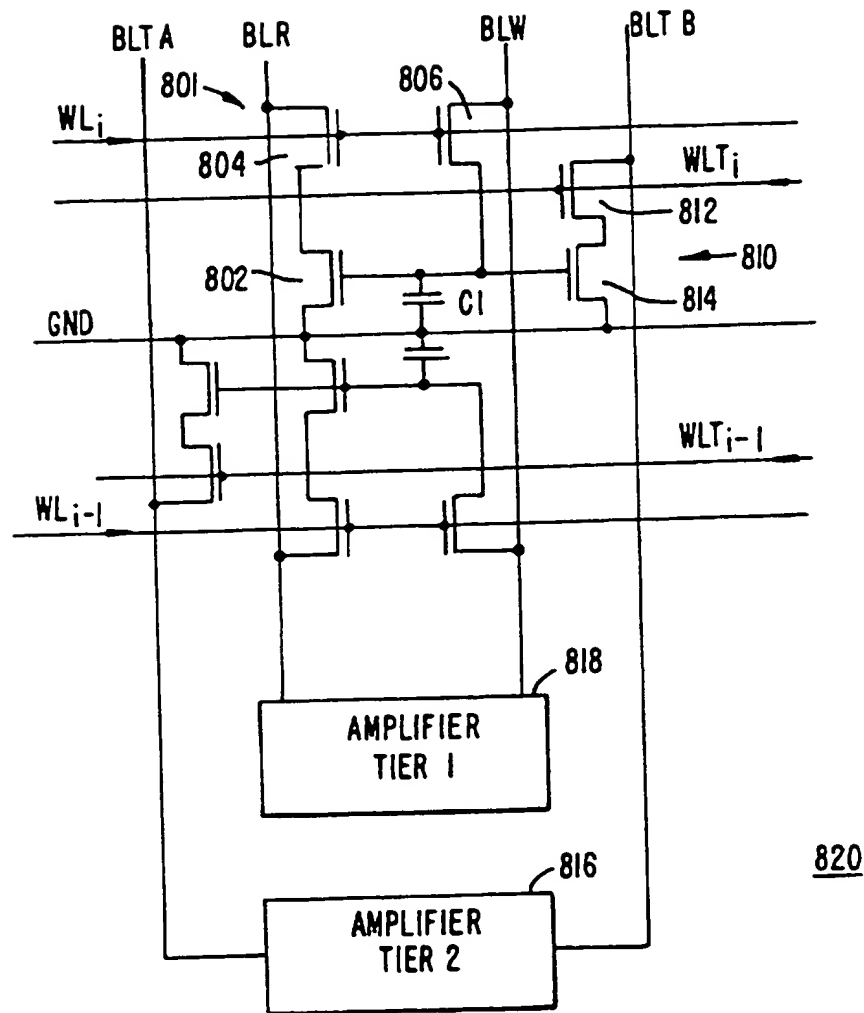 BLT A BLR BLW BLT B
801 806
WLi
804 WLTi
812
802 810
C1 814
GND
WLTi-1
WLi-1
818
AMPLIFIER
TIER 1
816 820
AMPLIFIER
TIER 2